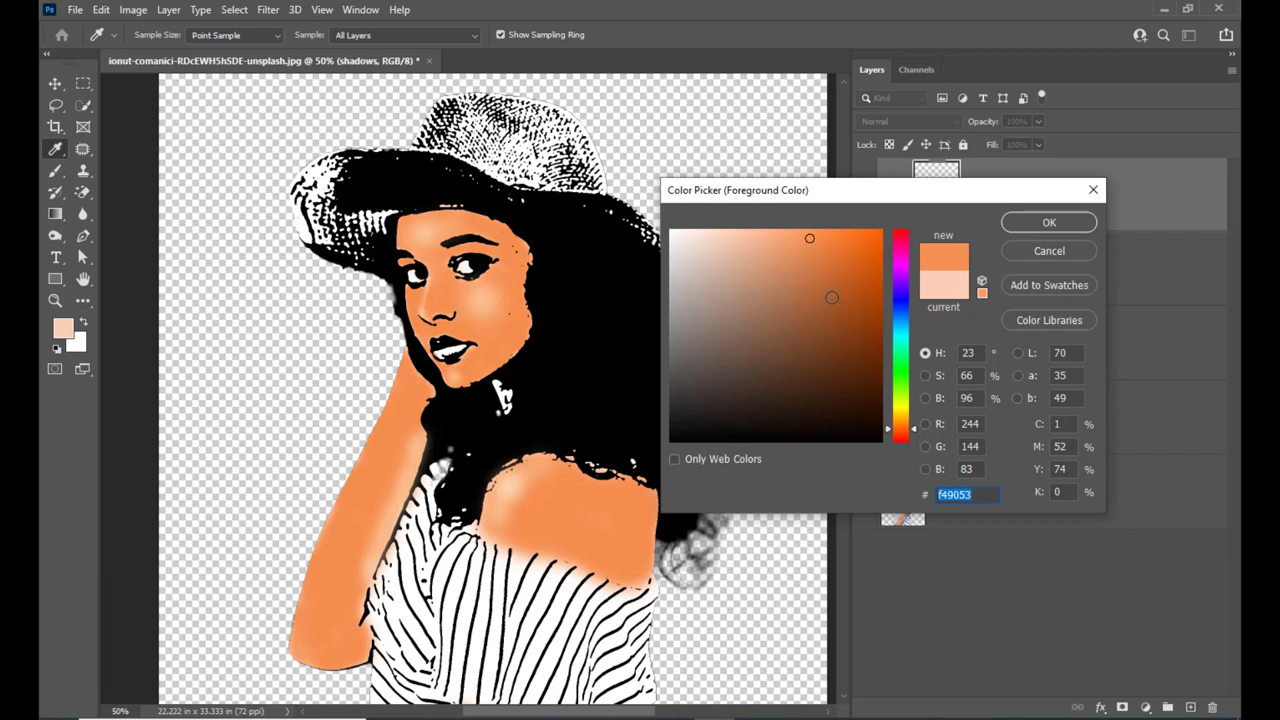 Ps File Edit Image Layer Type Select Filter 3D View Window Help
Sample Size: Point Sample Sample: All Layers Show Sampling Ring
ionut-comanici-RDcEWH5hSDE-unsplash.jpg @ 50% (shadows, RGB/8) * ×
Layers Channels
Kind
Normal Opacity: 100%
Lock: Fill: 100%
Color Picker (Foreground Color)
OK
new
Cancel
Add to Swatches
current
Color Libraries
H: 23 ° L: 70
S: 66 % a: 35
B: 96 % b: 49
R: 244 C: 1 %
G: 144 M: 52 %
Only Web Colors
B: 83 Y: 74 %
# f49053 K: 0 %
T
50% 22.222 in x 33.333 in (72 ppi)
fx